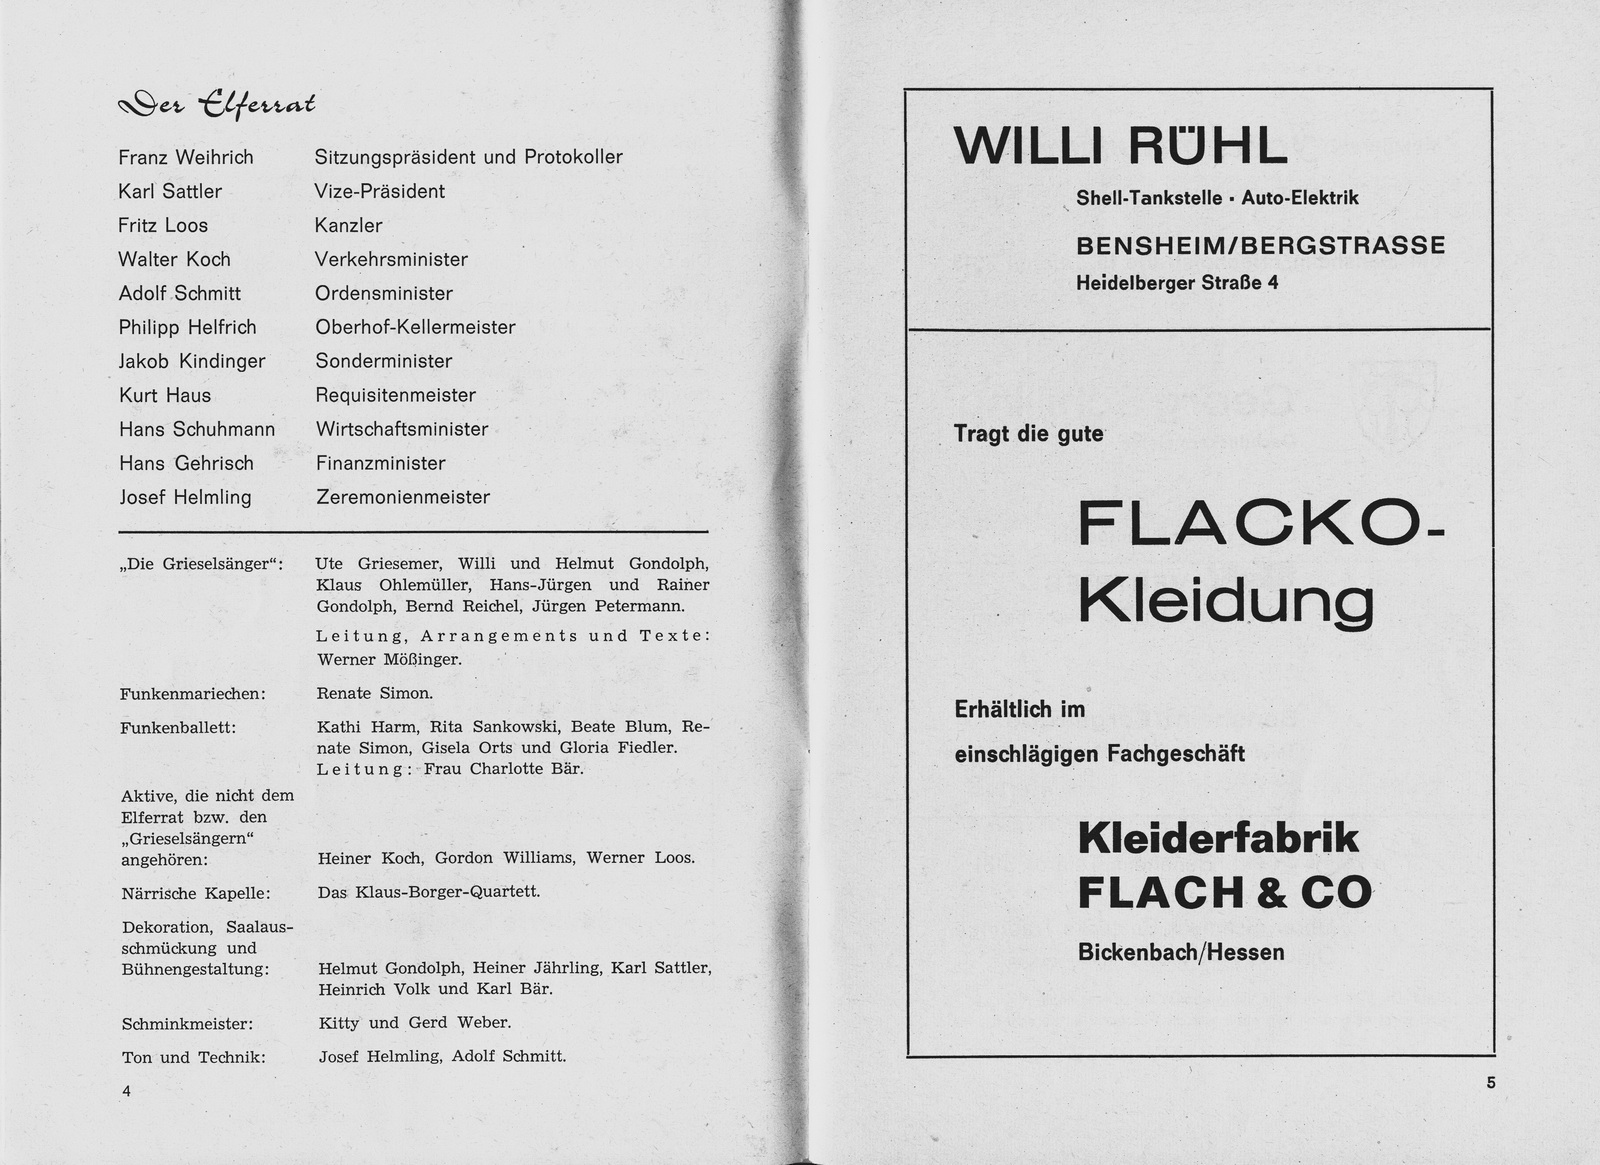 Der Elferrat
Franz Weihrich Sitzungspräsident und Protokoller
Karl Sattler Vize-Präsident
Fritz Loos Kanzler
Walter Koch Verkehrsminister
Adolf Schmitt Ordensminister
Philipp Helfrich Oberhof-Kellermeister
Jakob Kindinger Sonderminister
Kurt Haus Requisitenmeister
Hans Schuhmann Wirtschaftsminister
Hans Gehrisch Finanzminister
Josef Helmling Zeremonienmeister
„Die Grieselsänger“: Ute Griesemer, Willi und Helmut Gondolph,
Klaus Ohlemüller, Hans-Jürgen und Rainer
Gondolph, Bernd Reichel, Jürgen Petermann.
Leitung, Arrangements und Texte:
Werner Mößinger.
Funkenmariechen: Renate Simon.
Funkenballett: Kathi Harm, Rita Sankowski, Beate Blum, Re-
nate Simon, Gisela Orts und Gloria Fiedler.
Leitung: Frau Charlotte Bär.
Aktive, die nicht dem
Elferrat bzw. den
„Grieselsängern“
angehören: Heiner Koch, Gordon Williams, Werner Loos.
Närrische Kapelle: Das Klaus-Borger-Quartett.
Dekoration, Saalaus-
schmückung und
Bühnengestaltung: Helmut Gondolph, Heiner Jährling, Karl Sattler,
Heinrich Volk und Karl Bär.
Schminkmeister: Kitty und Gerd Weber.
Ton und Technik: Josef Helmling, Adolf Schmitt.
4
WILLI RÜHL
Shell-Tankstelle · Auto-Elektrik
BENSHEIM/BERGSTRASSE
Heidelberger Straße 4
Tragt die gute
FLACKO-
Kleidung
Erhältlich im
einschlägigen Fachgeschäft
Kleiderfabrik
FLACH & CO
Bickenbach/Hessen
5